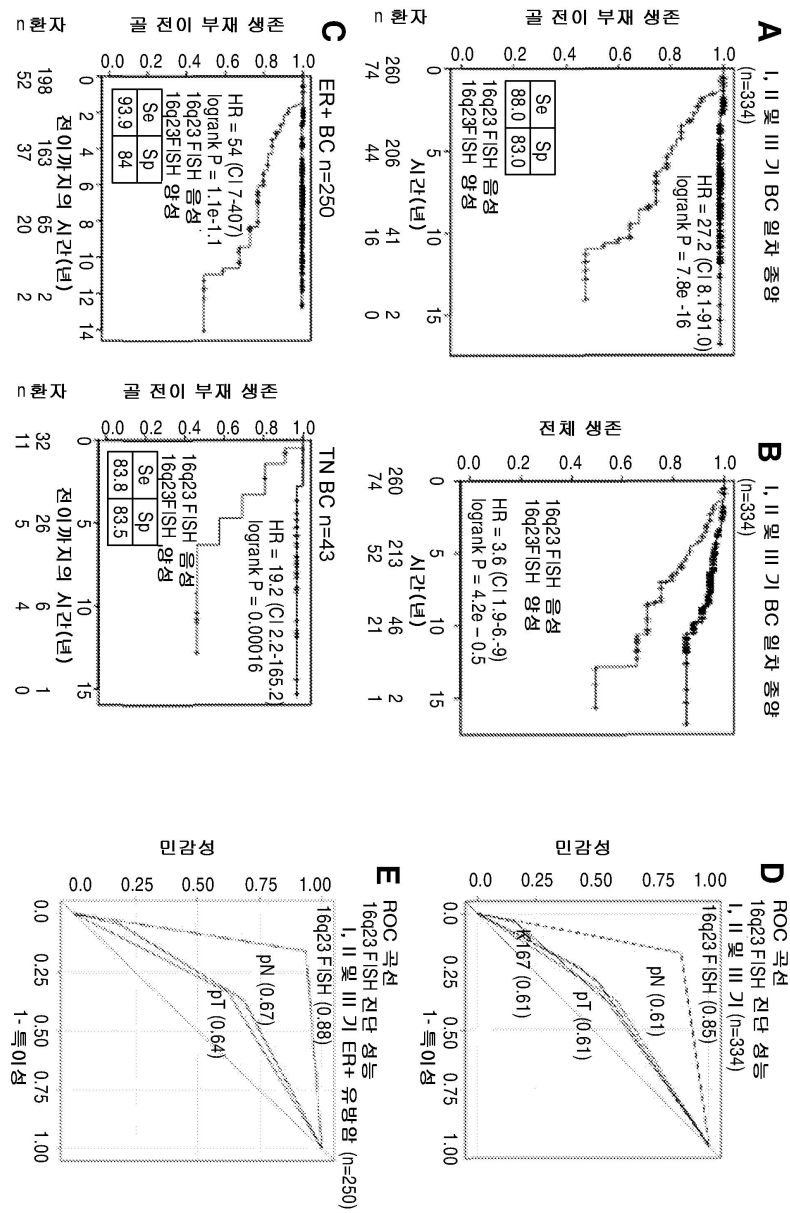 A
I, II 및 III 기 BC 일차 종양
(n=334)
골 전이 부재 생존
1.0
0.8
0.6
0.4
0.2
0.0
HR = 27.2 (CI 8.1-91.0)
logrank P = 7.8e -16
Se Sp
88.0 83.0
16q23 FISH 음성
16q23FISH 양성
0 5 10 15
시간(년)
260 206 41 2
74 44 16 0
B
I, II 및 III 기 BC 일차 종양
(n=334)
전체 생존
1.0
0.8
0.6
0.4
0.2
0.0
16q23 FISH 음성
16q23FISH 양성
HR = 3.6 (CI 1.9-6.-9)
logrank P = 4.2e – 0.5
0 5 10 15
시간(년)
260 213 46 2
74 52 21 1
C
ER+ BC n=250
골 전이 부재 생존
1.0
0.8
0.6
0.4
0.2
0.0
HR = 54 (CI 7-407)
logrank P = 1.1e-1.1
16q23 FISH 음성
16q23FISH 양성
Se Sp
93.9 84
0 2 4 6 8 10 12 14
전이까지의 시간(년)
n 환자
198 163 65 2
52 37 20 2
TN BC n=43
골 전이 부재 생존
1.0
0.8
0.6
0.4
0.2
0.0
HR = 19.2 (CI 2.2-165.2)
logrank P = 0.00016
16q23 FISH 음성
16q23FISH 양성
Se Sp
83.8 83.5
0 5 10 15
전이까지의 시간(년)
n 환자
32 26 6 1
11 5 4 0
D
ROC 곡선
16q23 FISH 진단 성능
I, II 및 III 기 (n=334)
민감성
1.00
0.75
0.50
0.25
0.0
16q23 FISH (0.85)
pN (0.61)
pT (0.61)
K167 (0.61)
0.0 0.25 0.50 0.75 1.00
1- 특이성
E
ROC 곡선
16q23 FISH 진단 성능
I, II 및 III 기 ER+ 유방암 (n=250)
민감성
1.00
0.75
0.50
0.25
0.0
16q23 FISH (0.88)
pN (0.67)
pT (0.64)
0.0 0.25 0.50 0.75 1.00
1- 특이성